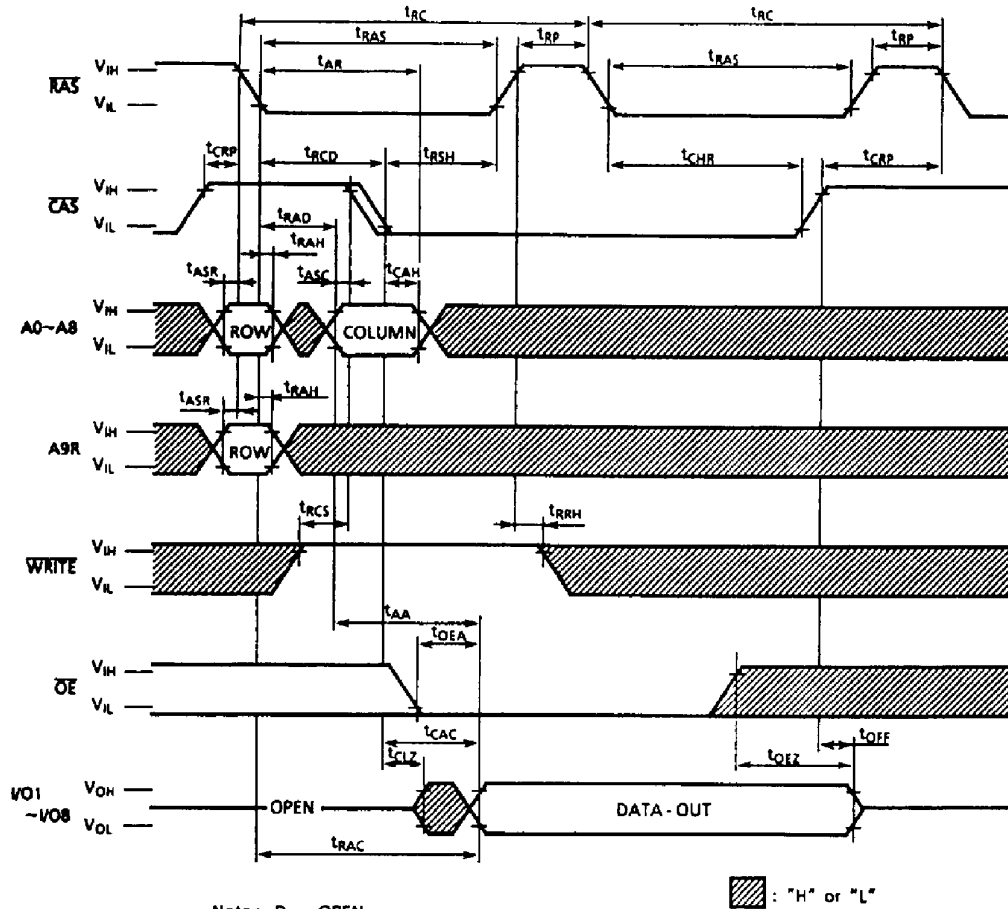 tRC tRC
tRAS tRP tRP
tAR tRAS
RAS VIH VIL
tCRP tRCD tRSH tCHR tCRP
CAS VIH VIL
tRAD
tRAH
tASR tASC tCAH
A0~A8 VIH VIL ROW COLUMN
tASR tRAH
A9R VIH VIL ROW
tRCS tRRH
WRITE VIH VIL
tAA
tOEA
OE VIH VIL
tCAC tOFF
tCLZ tOEZ
I/O1 ~I/O8 VOH VOL OPEN DATA-OUT
tRAC
: "H" or "L"